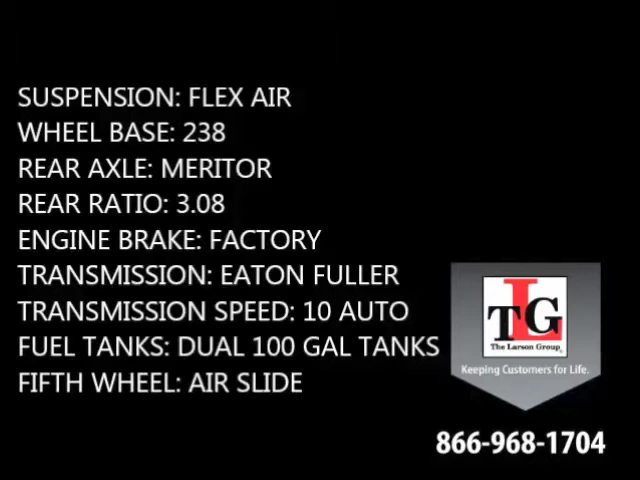 SUSPENSION: FLEX AIR
WHEEL BASE: 238
REAR AXLE: MERITOR
REAR RATIO: 3.08
ENGINE BRAKE: FACTORY
TRANSMISSION: EATON FULLER
TRANSMISSION SPEED: 10 AUTO
FUEL TANKS: DUAL 100 GAL TANKS
FIFTH WHEEL: AIR SLIDE
TLG
The Larson Group
Keeping Customers for Life.
866-968-1704